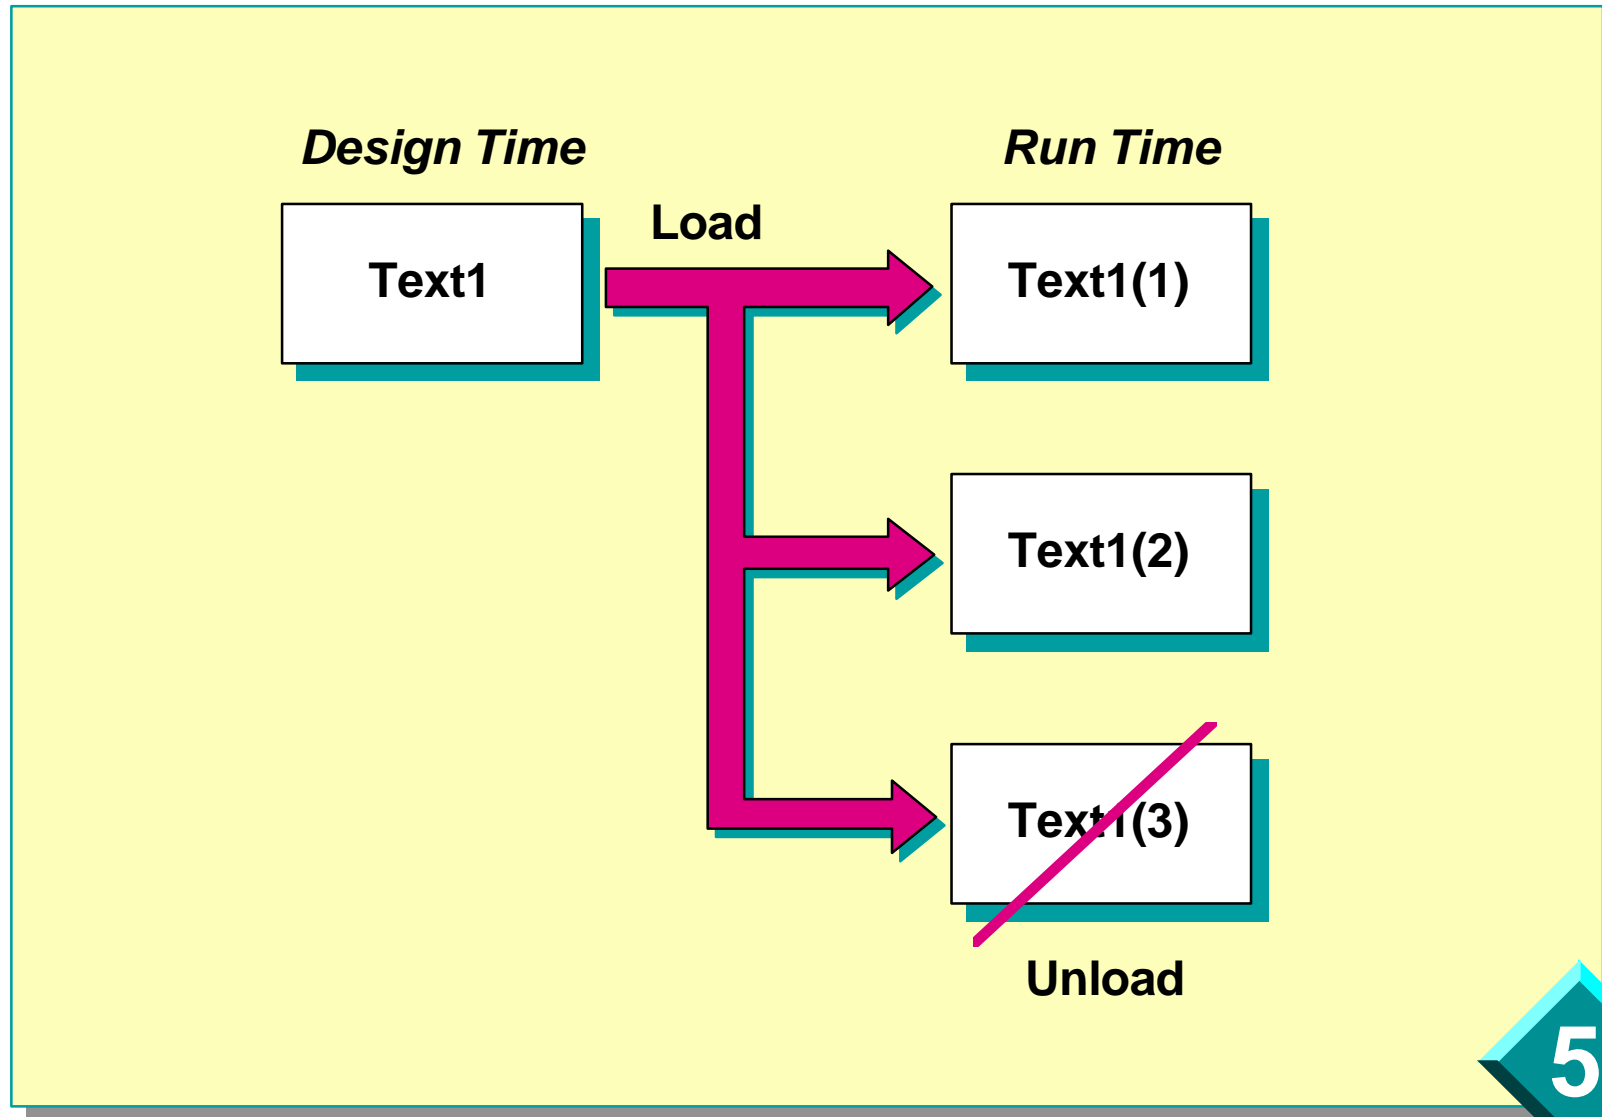 Design Time
Run Time
Load
Text1
Text1(1)
Text1(2)
Text1(3)
Unload
5